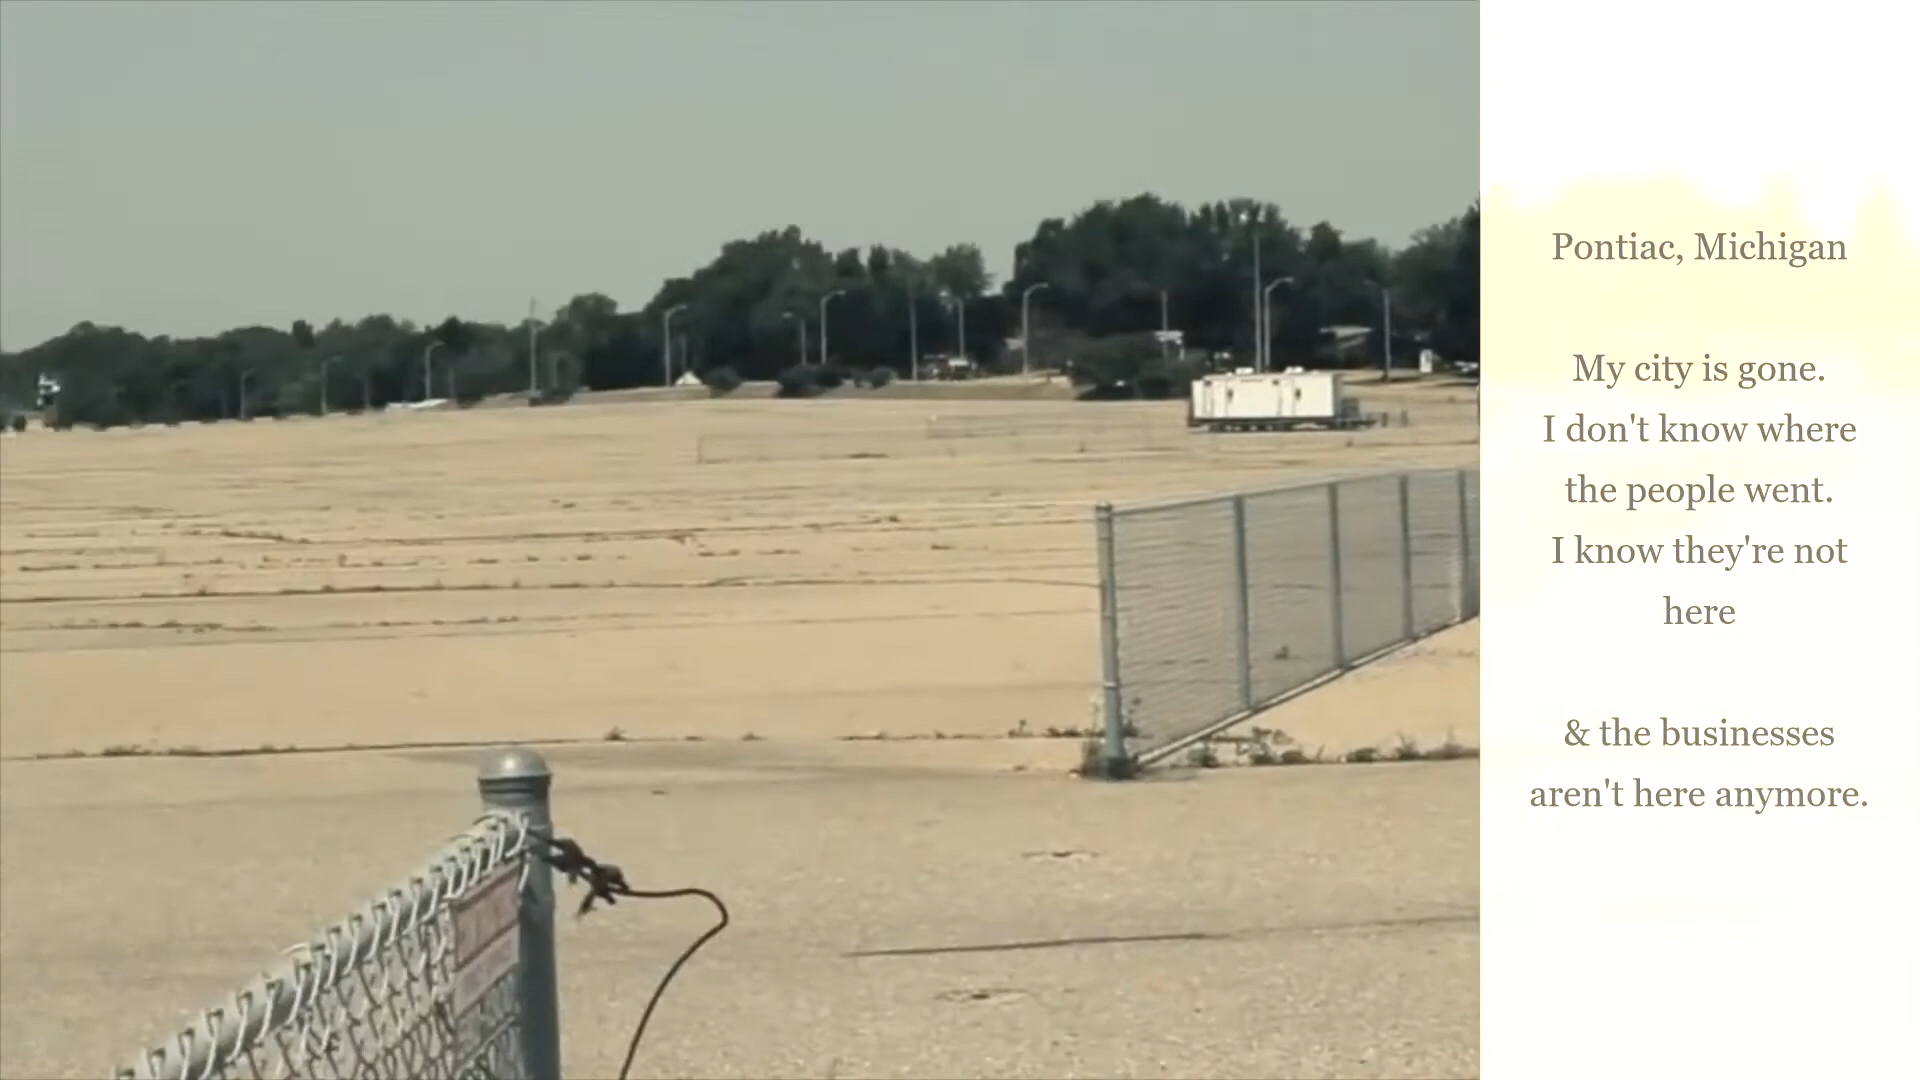 Pontiac, Michigan
My city is gone.
I don't know where
the people went.
I know they're not
here
& the businesses
aren't here anymore.